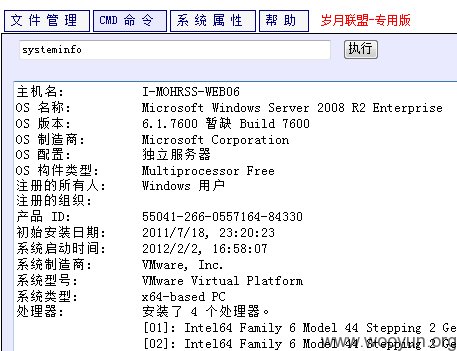 文件管理 CMD命令 系统属性 帮助 岁月联盟-专用版
systeminfo 执行
主机名: I-MOHRSS-WEB06
OS 名称: Microsoft Windows Server 2008 R2 Enterprise
OS 版本: 6.1.7600 暂缺 Build 7600
OS 制造商: Microsoft Corporation
OS 配置: 独立服务器
OS 构件类型: Multiprocessor Free
注册的所有人: Windows 用户
注册的组织:
产品 ID: 55041-266-0557164-84330
初始安装日期: 2011/7/18, 23:20:23
系统启动时间: 2012/2/2, 16:58:07
系统制造商: VMware, Inc.
系统型号: VMware Virtual Platform
系统类型: x64-based PC
处理器: 安装了 4 个处理器。
[01]: Intel64 Family 6 Model 44 Stepping 2 Ge
[02]: Intel64 Family 6 Model 44 Stepping 2 Ge
www.wooyun.org